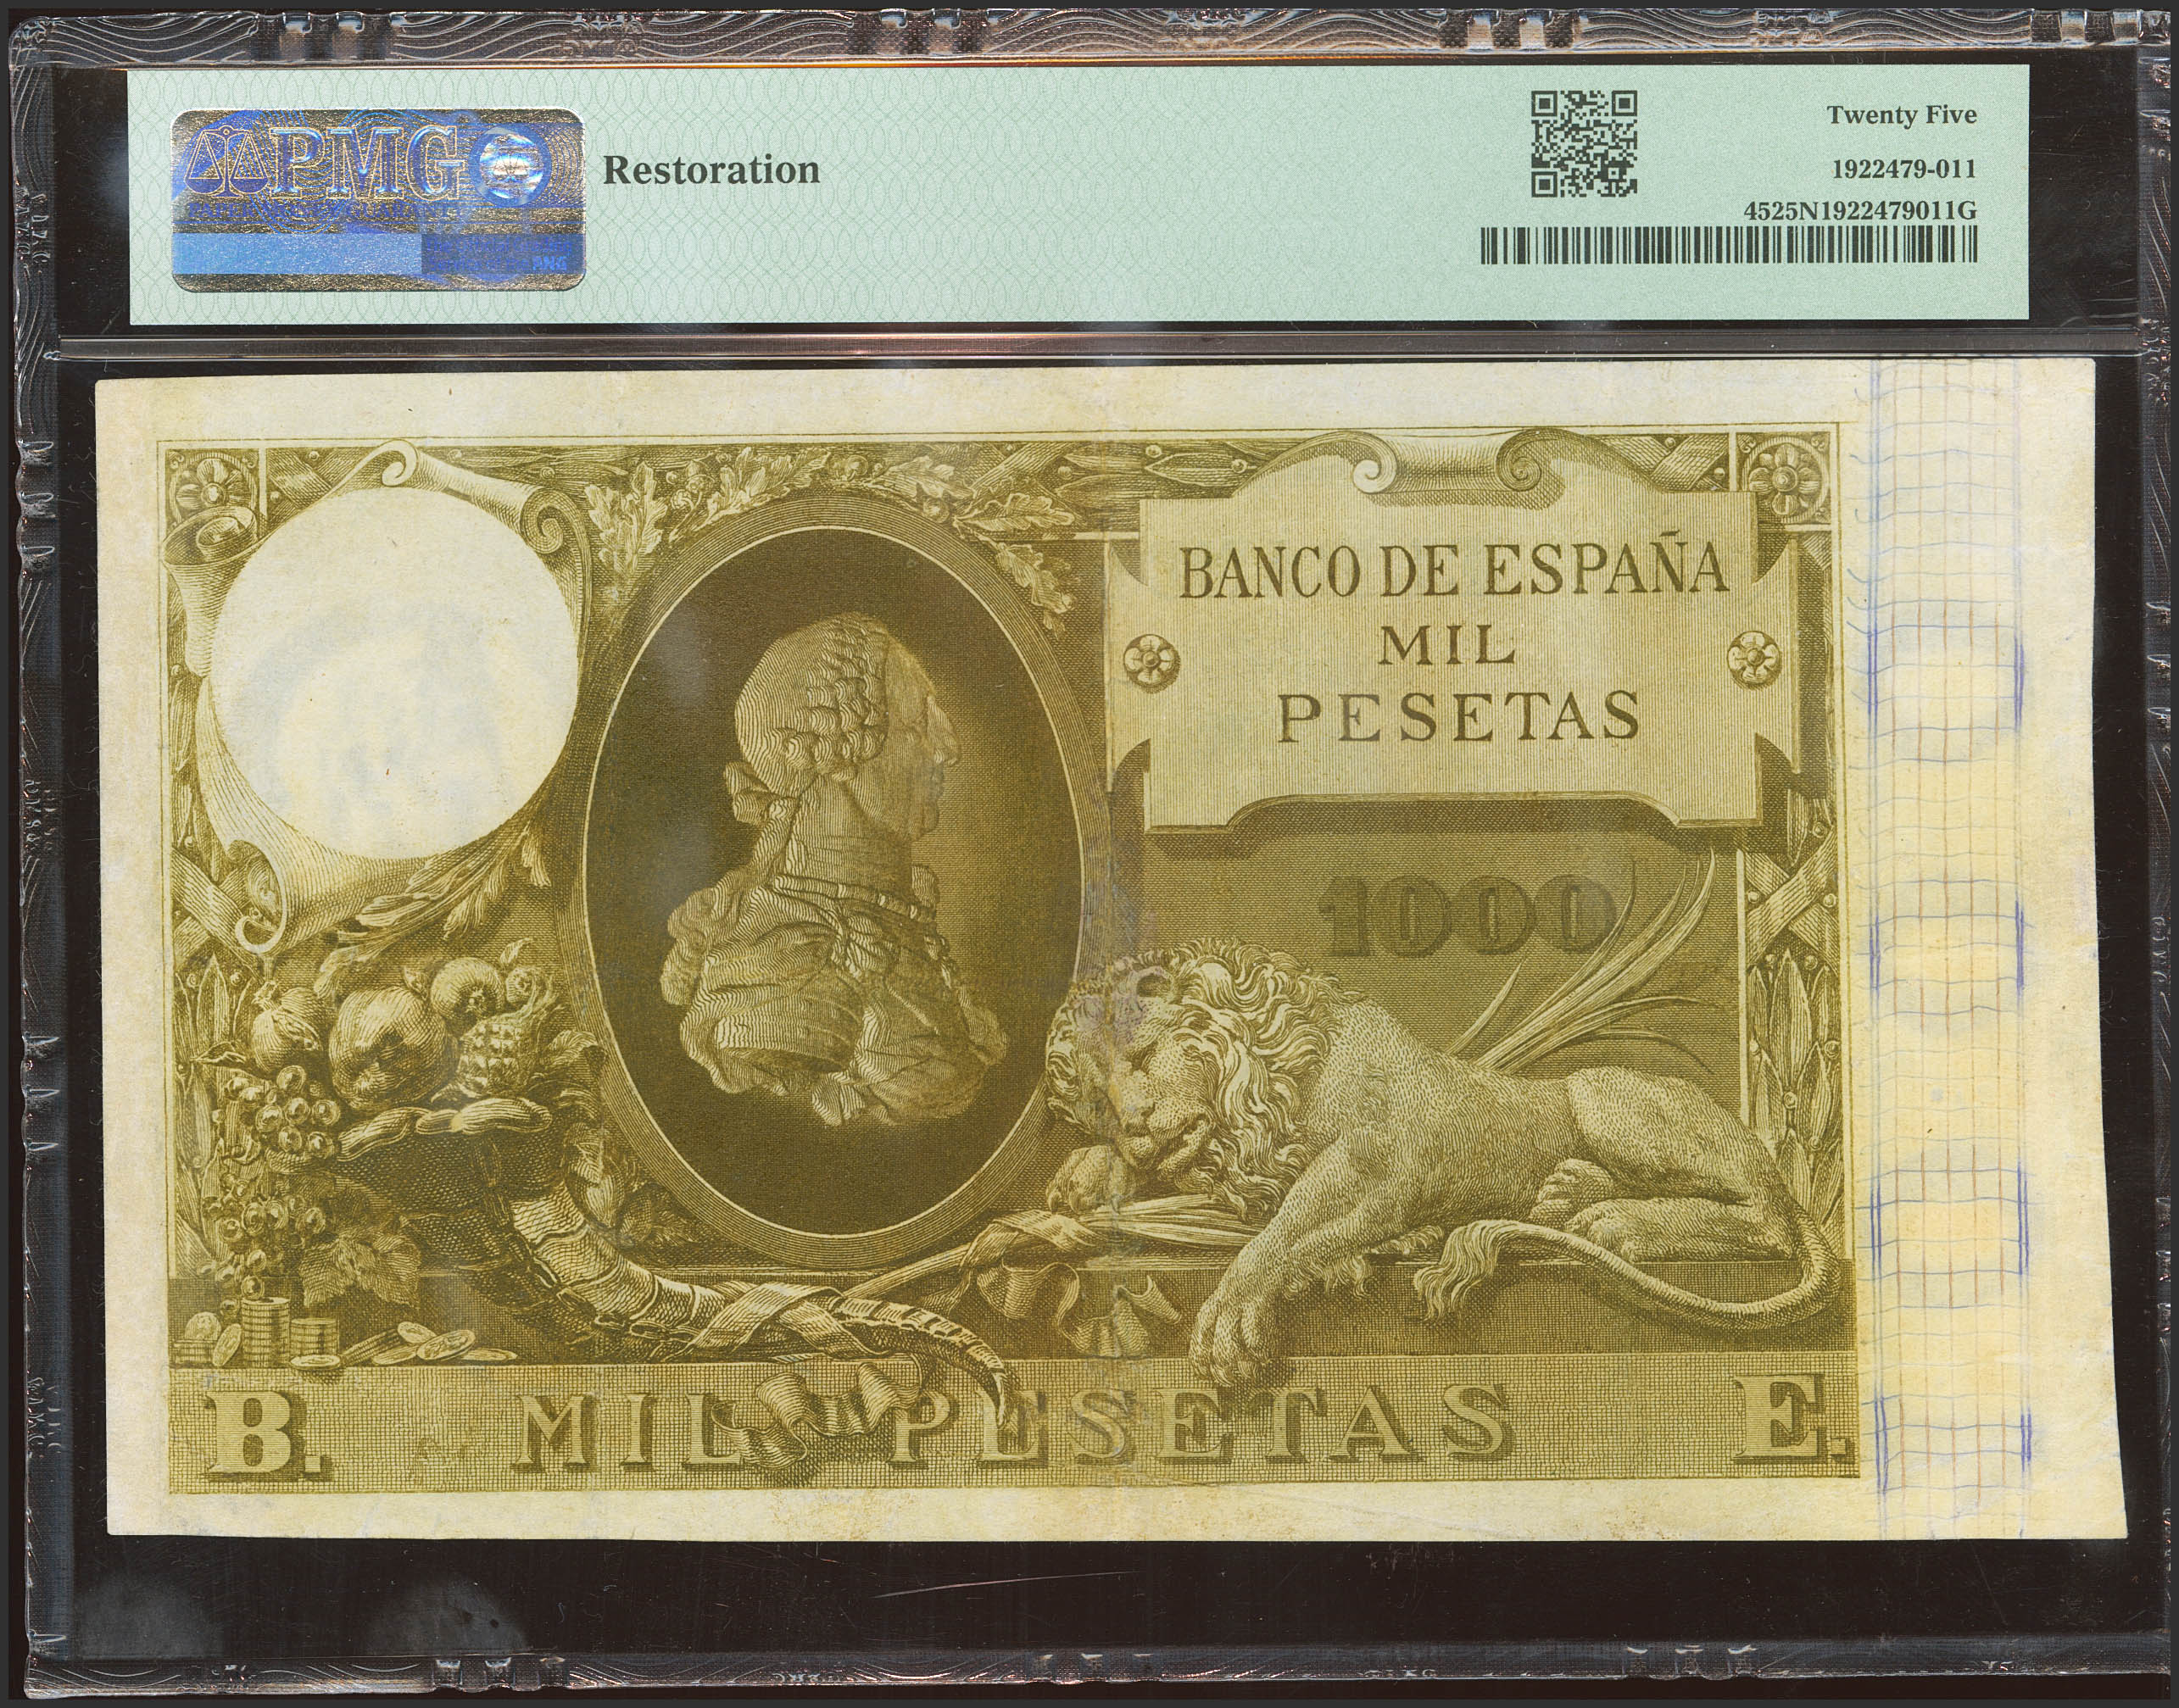 PMG
Restoration
Twenty Five
1922479-011
4525N1922479011G
BANCO DE ESPAÑA
MIL
PESETAS
1000
B. MIL PESETAS E.